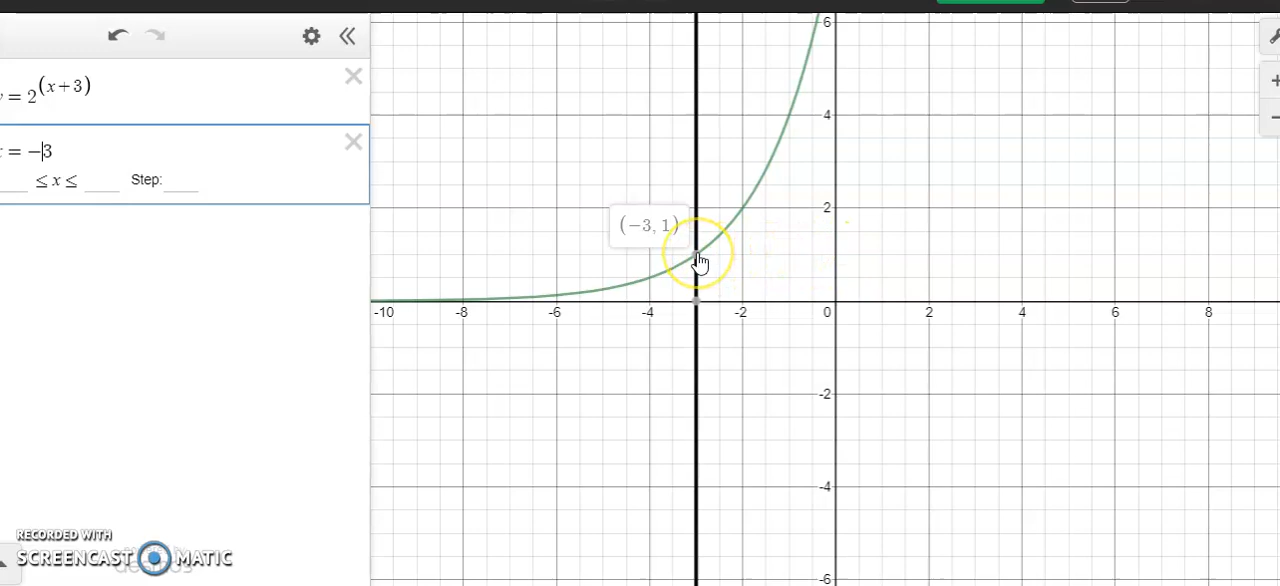 y = 2^(x+3)
x = −3
≤ x ≤ Step:
(−3, 1)
6
4
2
-10 -8 -6 -4 -2 0 2 4 6 8
-2
-4
-6
RECORDED WITH
SCREENCAST MATIC